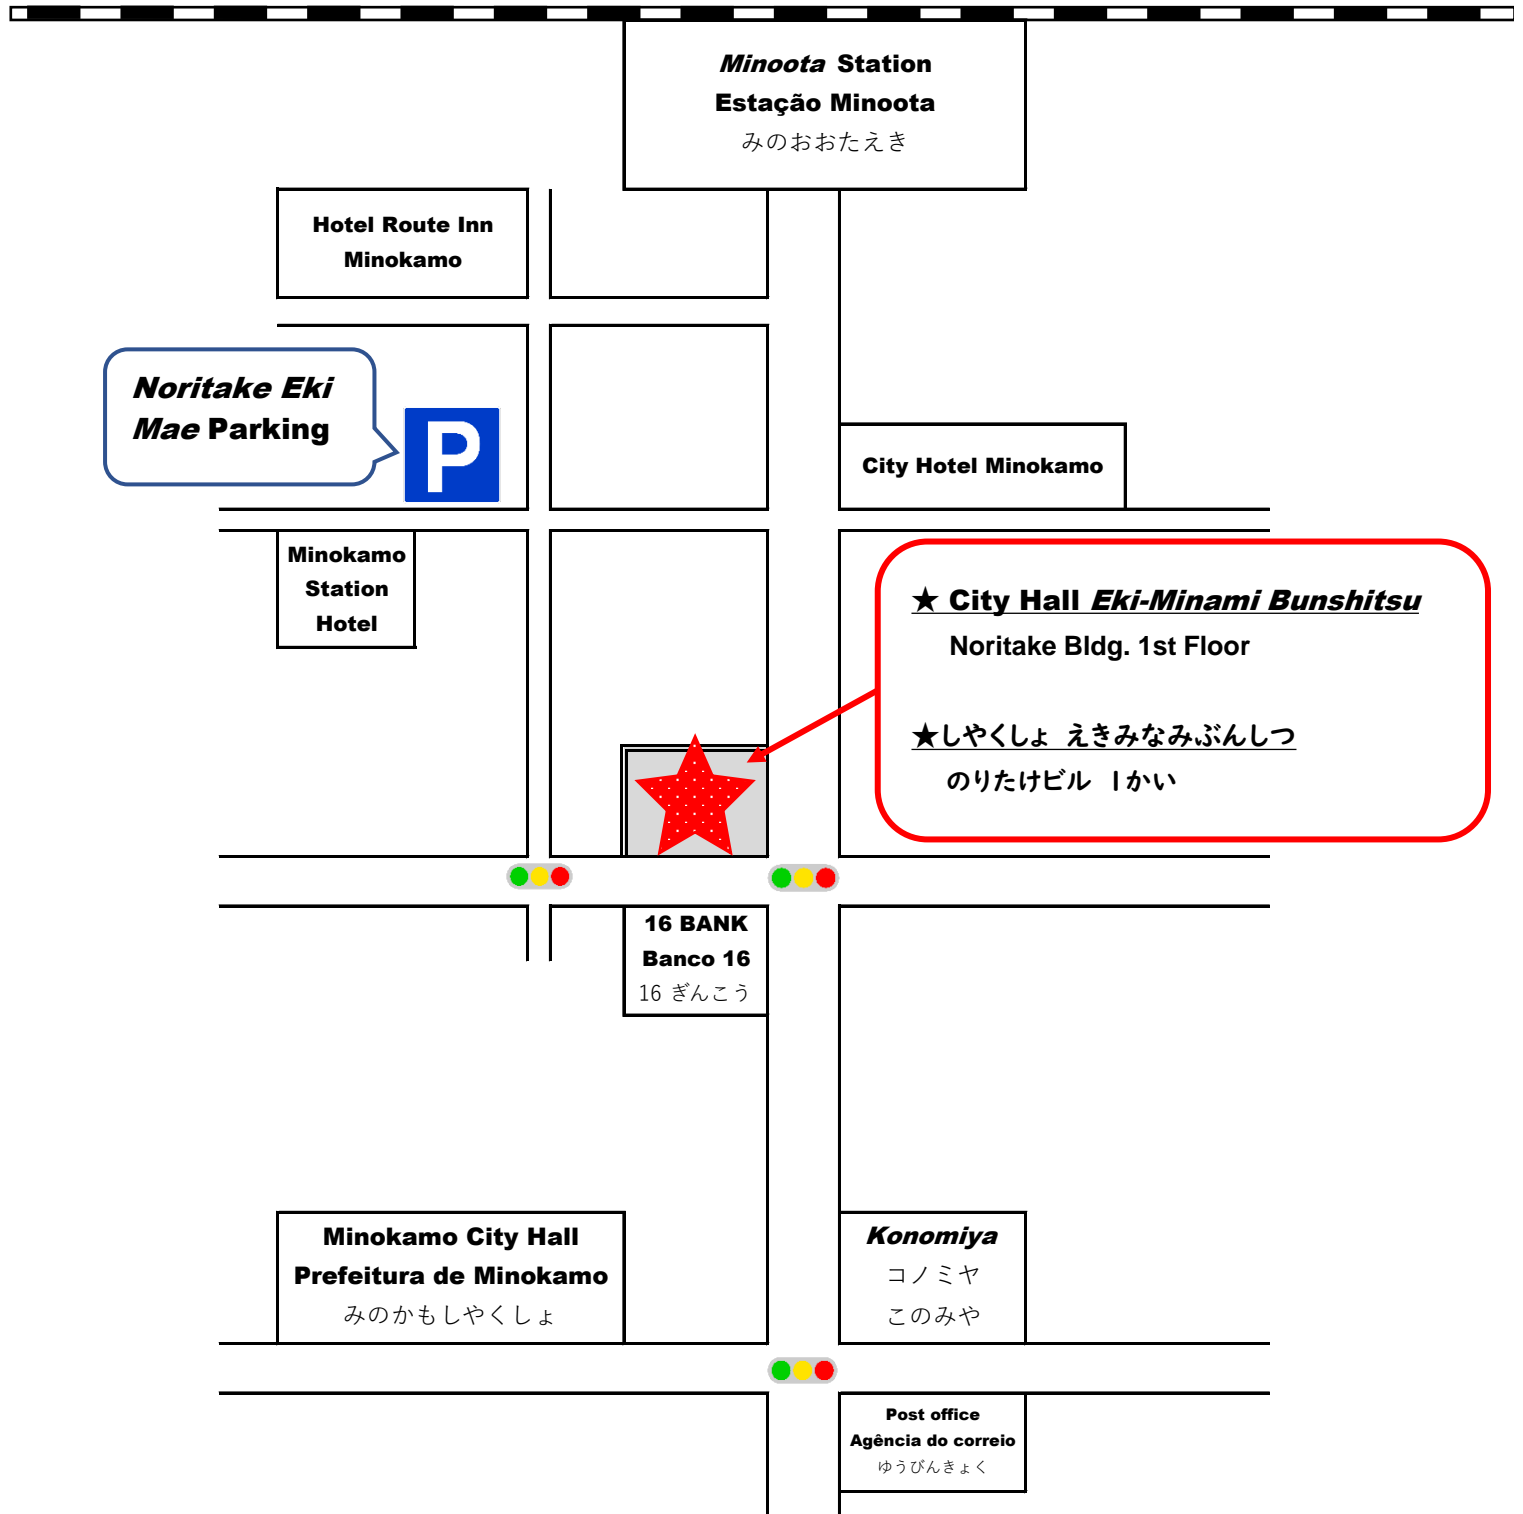 Minoota Station
Estação Minoota
みのおおたえき
Hotel Route Inn
Minokamo
Noritake Eki
Mae Parking
P
City Hotel Minokamo
Minokamo
Station
Hotel
★ City Hall Eki-Minami Bunshitsu
Noritake Bldg. 1st Floor
★しやくしょ えきみなみぶんしつ
のりたけビル 1かい
16 BANK
Banco 16
16 ぎんこう
Minokamo City Hall
Prefeitura de Minokamo
みのかもしやくしょ
Konomiya
コノミヤ
このみや
Post office
Agência do correio
ゆうびんきょく